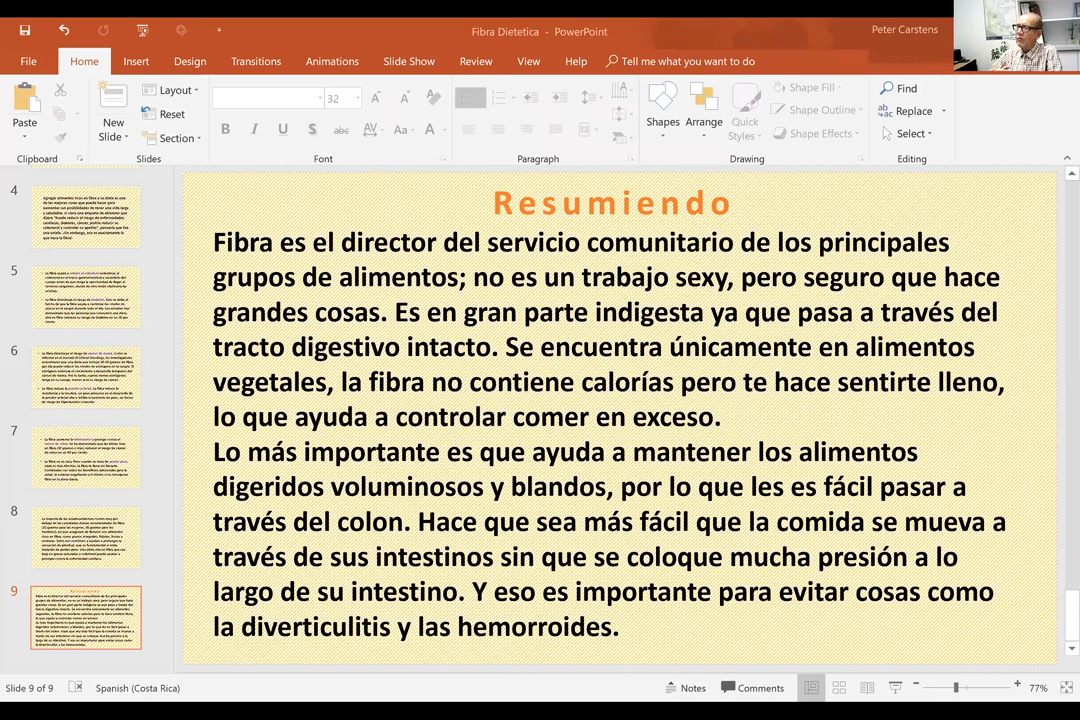 Fibra Dietetica - PowerPoint
Peter Carstens
File Home Insert Design Transitions Animations Slide Show Review View Help Tell me what you want to do
Paste
Clipboard
New
Slide
Layout
Reset
Section
Slides
32
B I U S abc AV Aa A
Font
Paragraph
Shapes
Arrange
Quick
Styles
Shape Fill
Shape Outline
Shape Effects
Drawing
Find
Replace
Select
Editing
4
5
6
7
8
9
Resumiendo
Fibra es el director del servicio comunitario de los principales
grupos de alimentos; no es un trabajo sexy, pero seguro que hace
grandes cosas. Es en gran parte indigesta ya que pasa a través del
tracto digestivo intacto. Se encuentra únicamente en alimentos
vegetales, la fibra no contiene calorías pero te hace sentirte lleno,
lo que ayuda a controlar comer en exceso.
Lo más importante es que ayuda a mantener los alimentos
digeridos voluminosos y blandos, por lo que les es fácil pasar a
través del colon. Hace que sea más fácil que la comida se mueva a
través de sus intestinos sin que se coloque mucha presión a lo
largo de su intestino. Y eso es importante para evitar cosas como
la diverticulitis y las hemorroides.
Slide 9 of 9
Spanish (Costa Rica)
Notes
Comments
77%